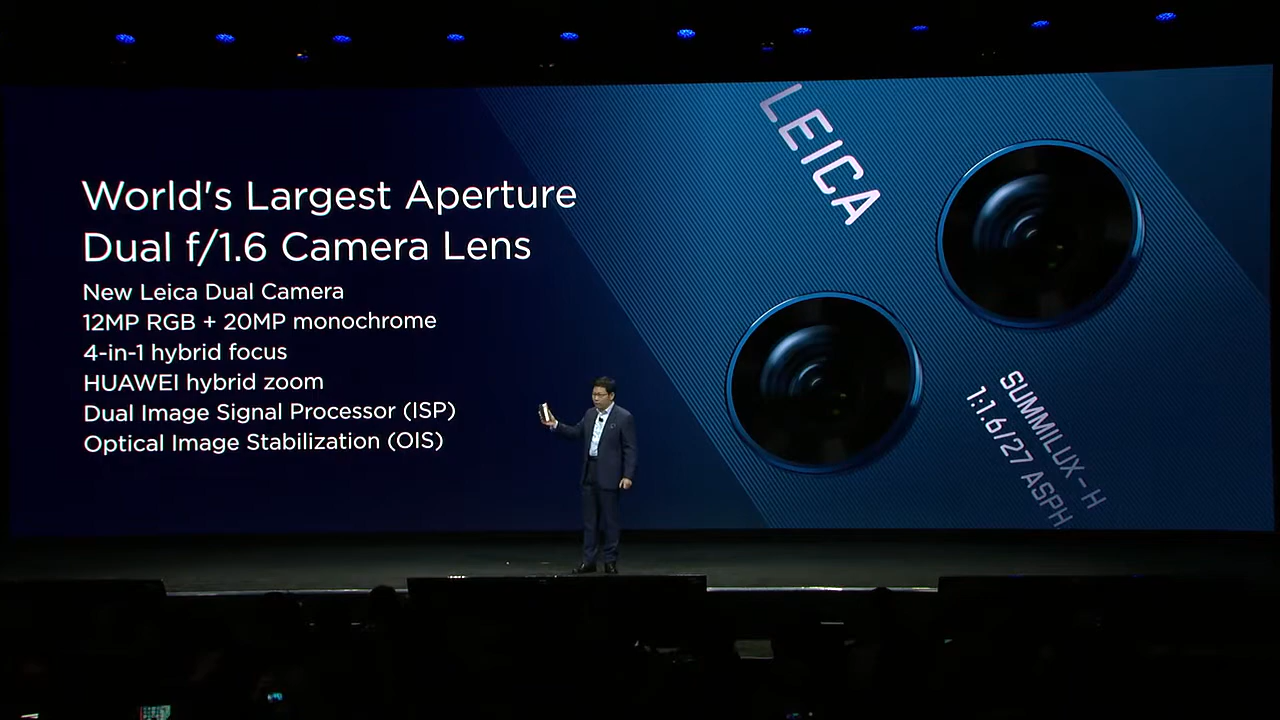 World's Largest Aperture
Dual f/1.6 Camera Lens
New Leica Dual Camera
12MP RGB + 20MP monochrome
4-in-1 hybrid focus
HUAWEI hybrid zoom
Dual Image Signal Processor (ISP)
Optical Image Stabilization (OIS)
LEICA
SUMMILUX-H
1:1.6/27 ASPH